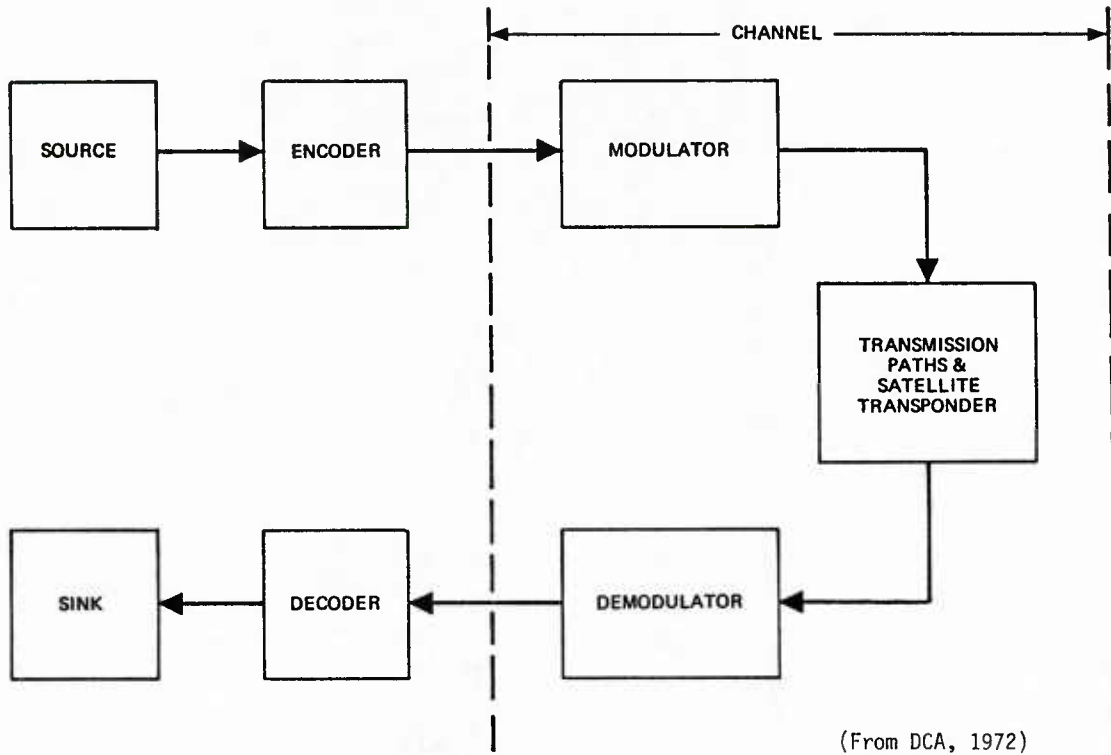 CHANNEL
SOURCE
ENCODER
MODULATOR
TRANSMISSION
PATHS &
SATELLITE
TRANSPONDER
SINK
DECODER
DEMODULATOR
(From DCA, 1972)